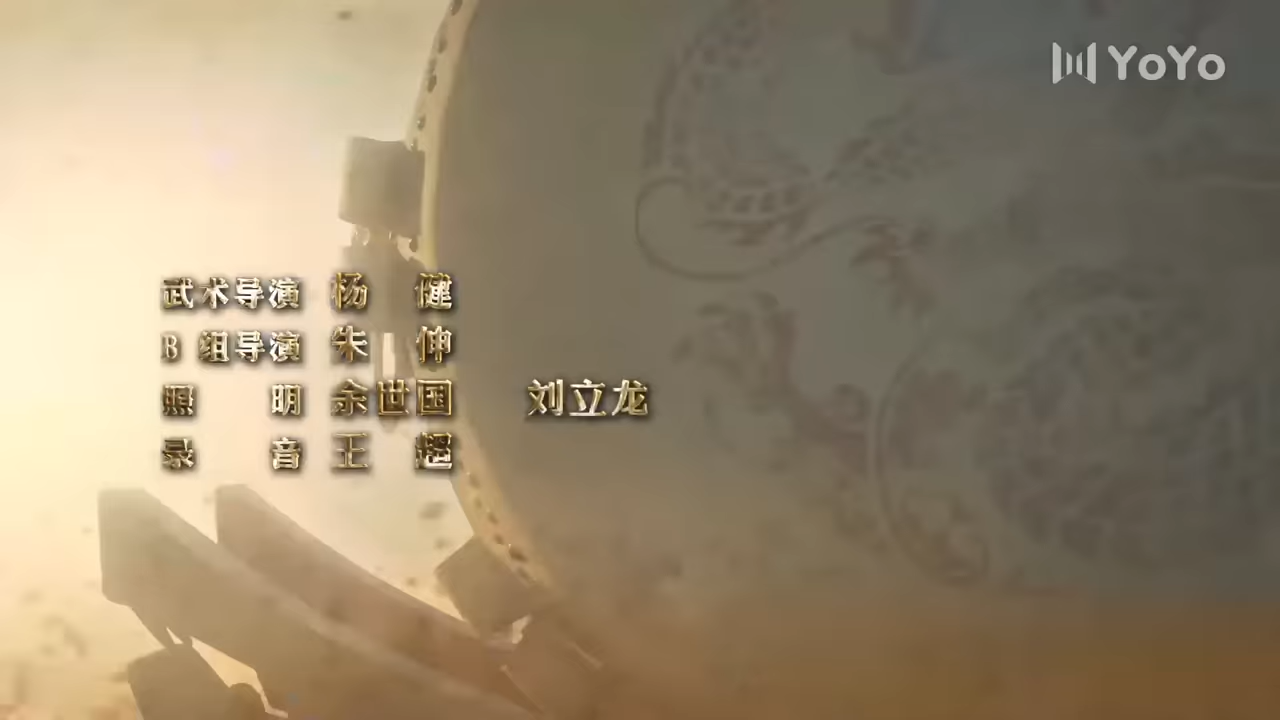 YoYo
武术导演 杨 健
B 组导演 朱 伸
照 明 余世国 刘立龙
录 音 王 超